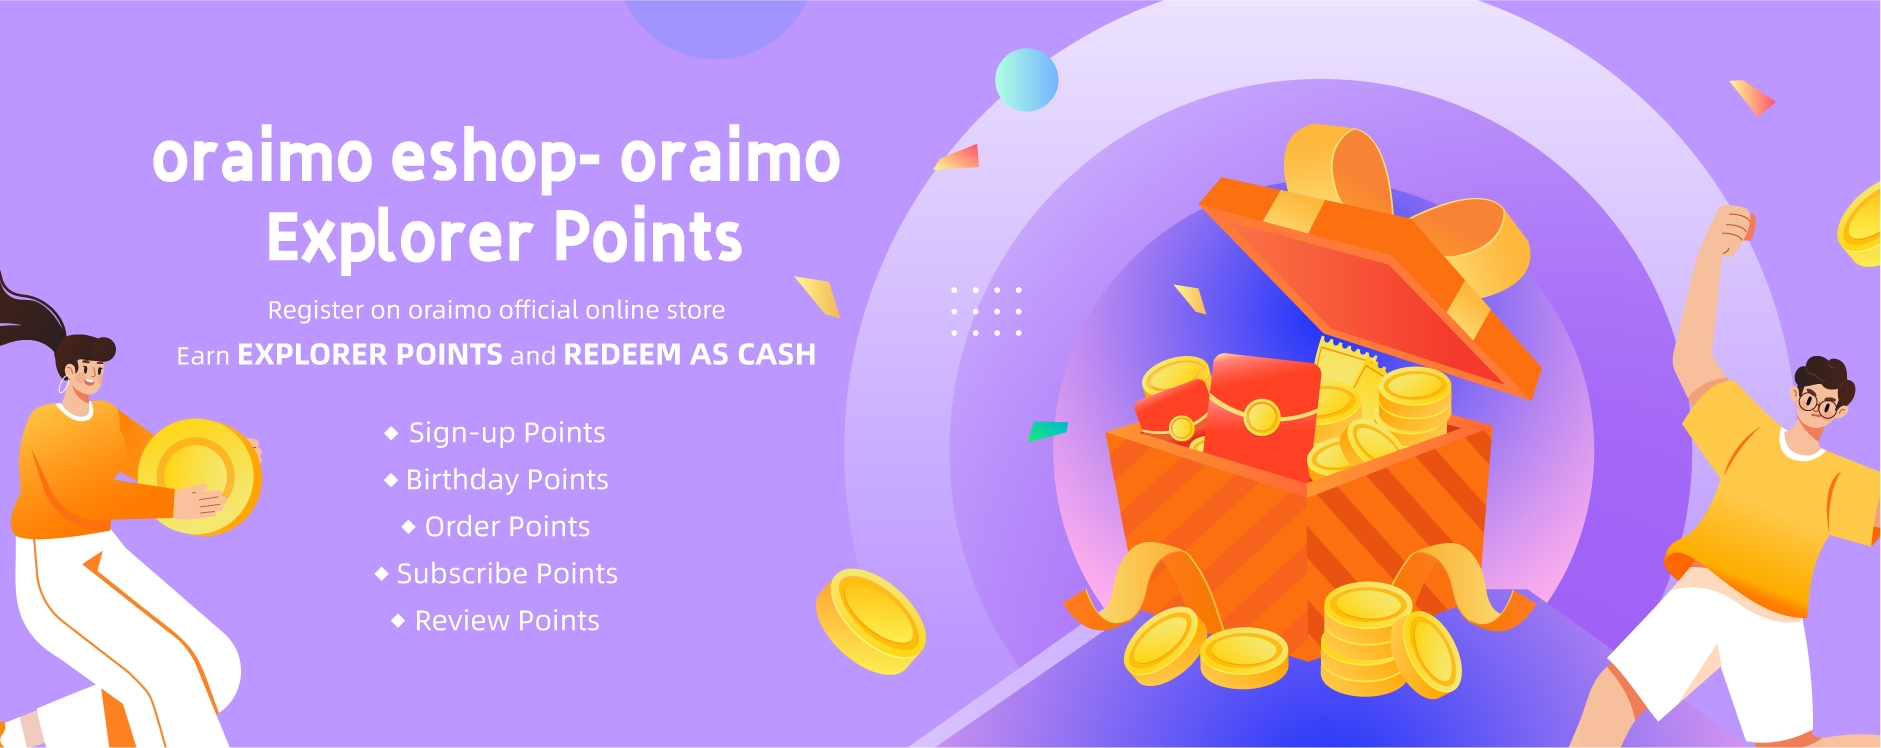 oraimo eshop- oraimo
Explorer Points
Register on oraimo official online store
Earn EXPLORER POINTS and REDEEM AS CASH
◆ Sign-up Points
◆ Birthday Points
◆ Order Points
◆ Subscribe Points
◆ Review Points